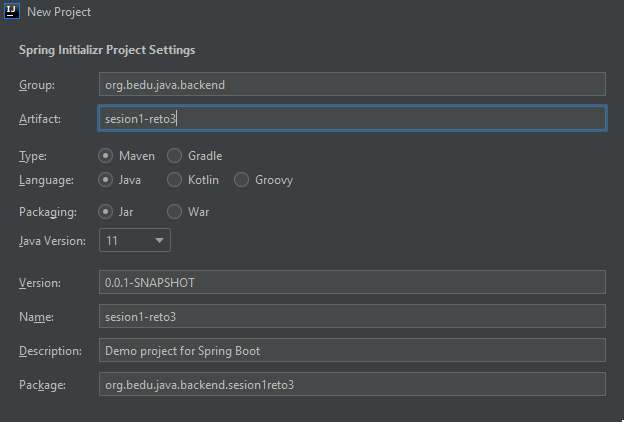 IJ New Project
Spring Initializr Project Settings
Group: org.bedu.java.backend
Artifact: sesion1-reto3
Type: Maven Gradle
Language: Java Kotlin Groovy
Packaging: Jar War
Java Version: 11
Version: 0.0.1-SNAPSHOT
Name: sesion1-reto3
Description: Demo project for Spring Boot
Package: org.bedu.java.backend.sesion1reto3